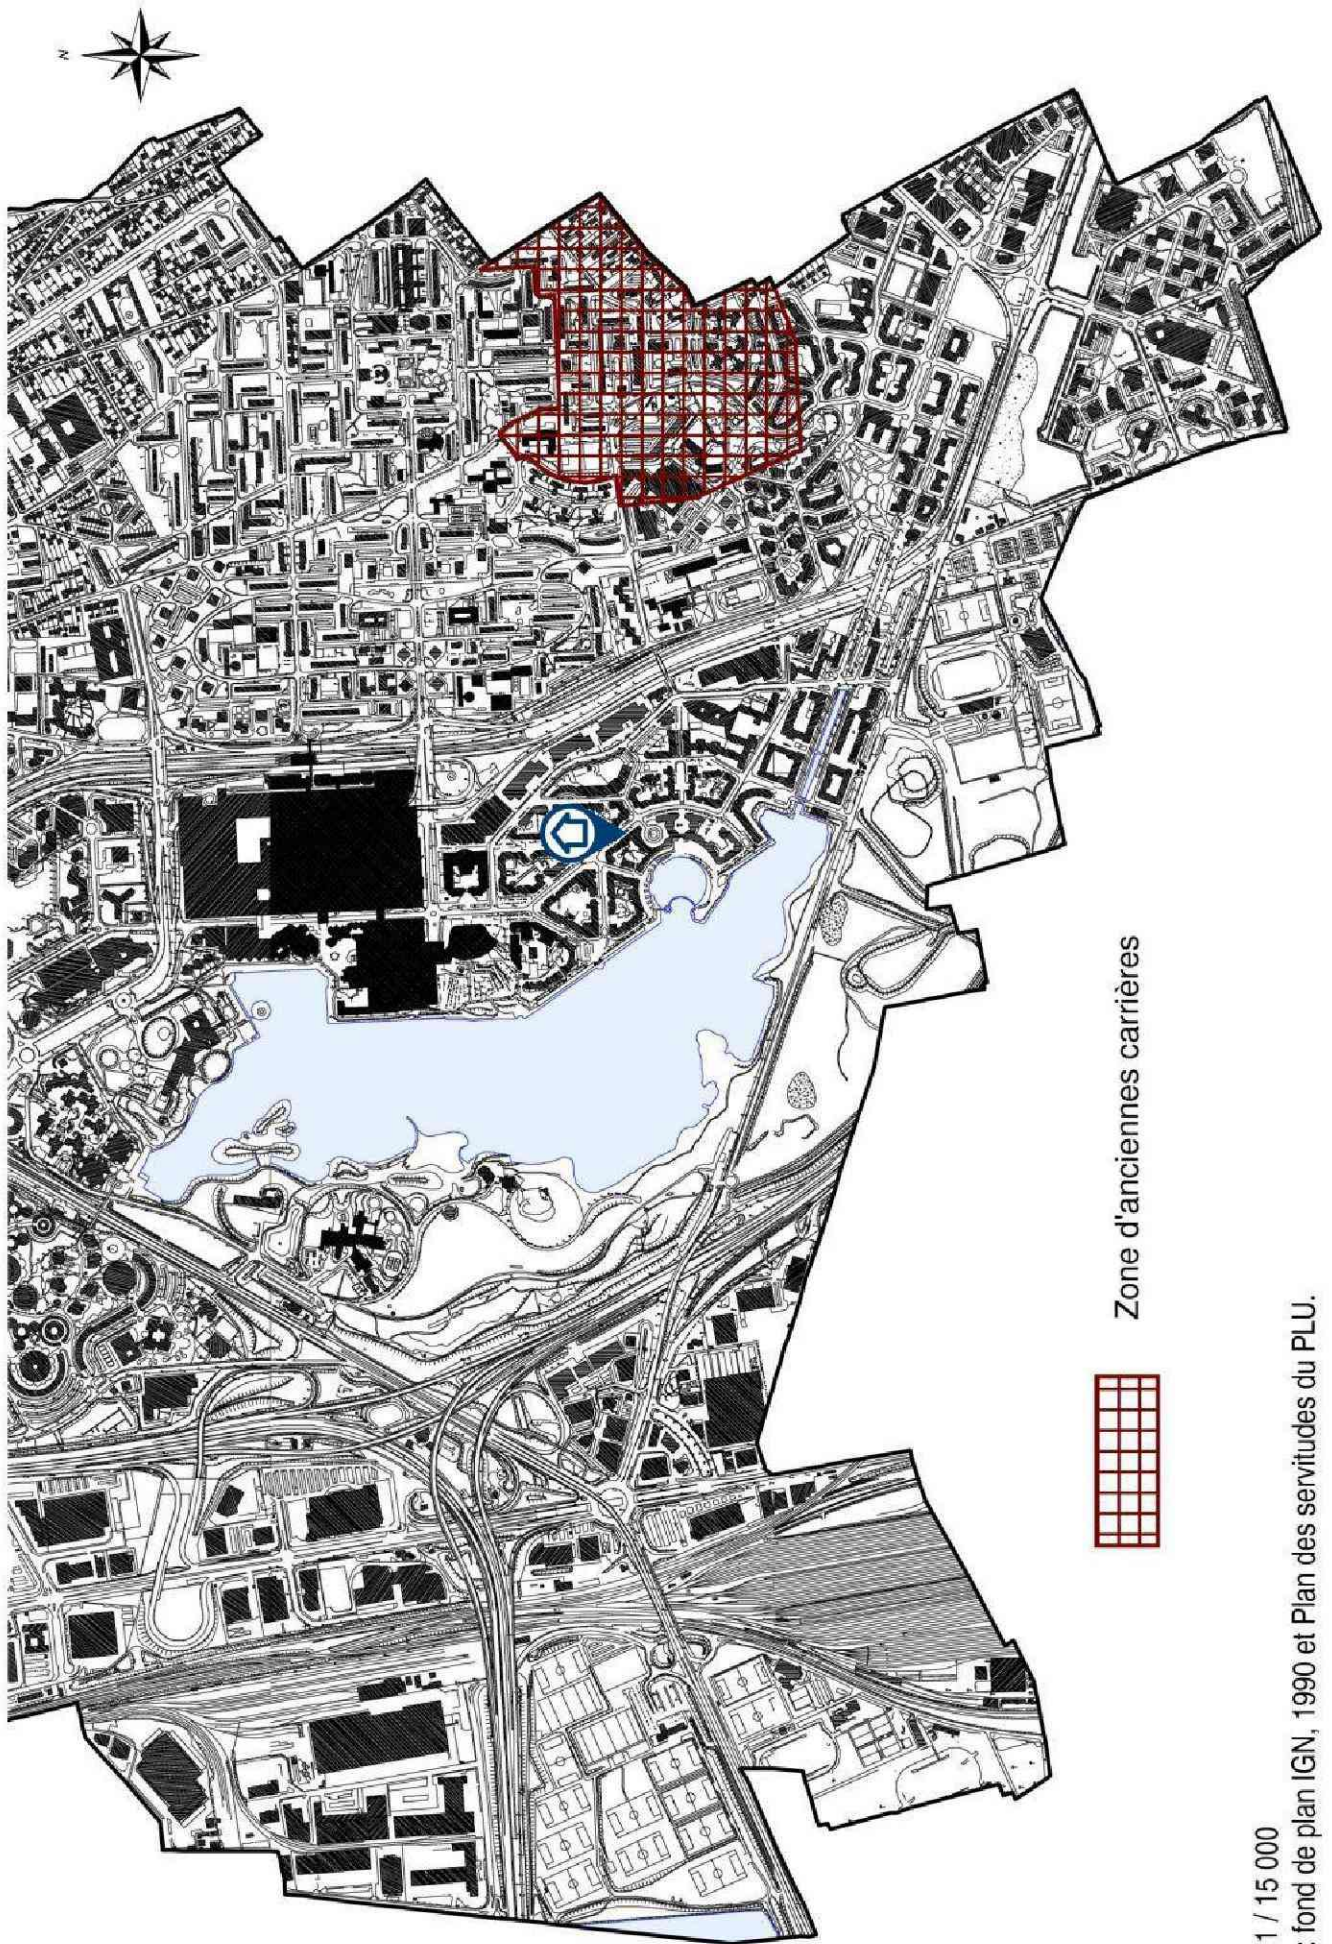 N
Zone d'anciennes carrières
1 / 15 000
: fond de plan IGN, 1990 et Plan des servitudes du PLU.